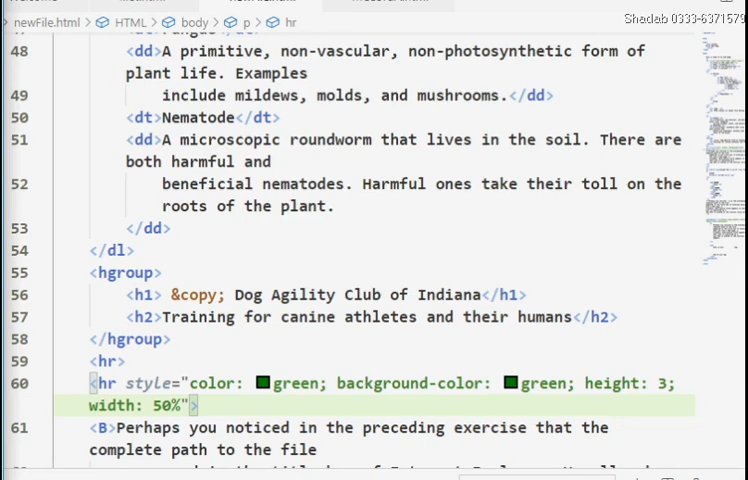 newFile.html > HTML > body > p > hr
Shadab 0333-6371579
48 <dd>A primitive, non-vascular, non-photosynthetic form of
plant life. Examples
49 include mildews, molds, and mushrooms.</dd>
50 <dt>Nematode</dt>
51 <dd>A microscopic roundworm that lives in the soil. There are
both harmful and
52 beneficial nematodes. Harmful ones take their toll on the
roots of the plant.
53 </dd>
54 </dl>
55 <hgroup>
56 <h1> &copy; Dog Agility Club of Indiana</h1>
57 <h2>Training for canine athletes and their humans</h2>
58 </hgroup>
59 <hr>
60 <hr style="color: green; background-color: green; height: 3;
width: 50%">
61 <B>Perhaps you noticed in the preceding exercise that the
complete path to the file